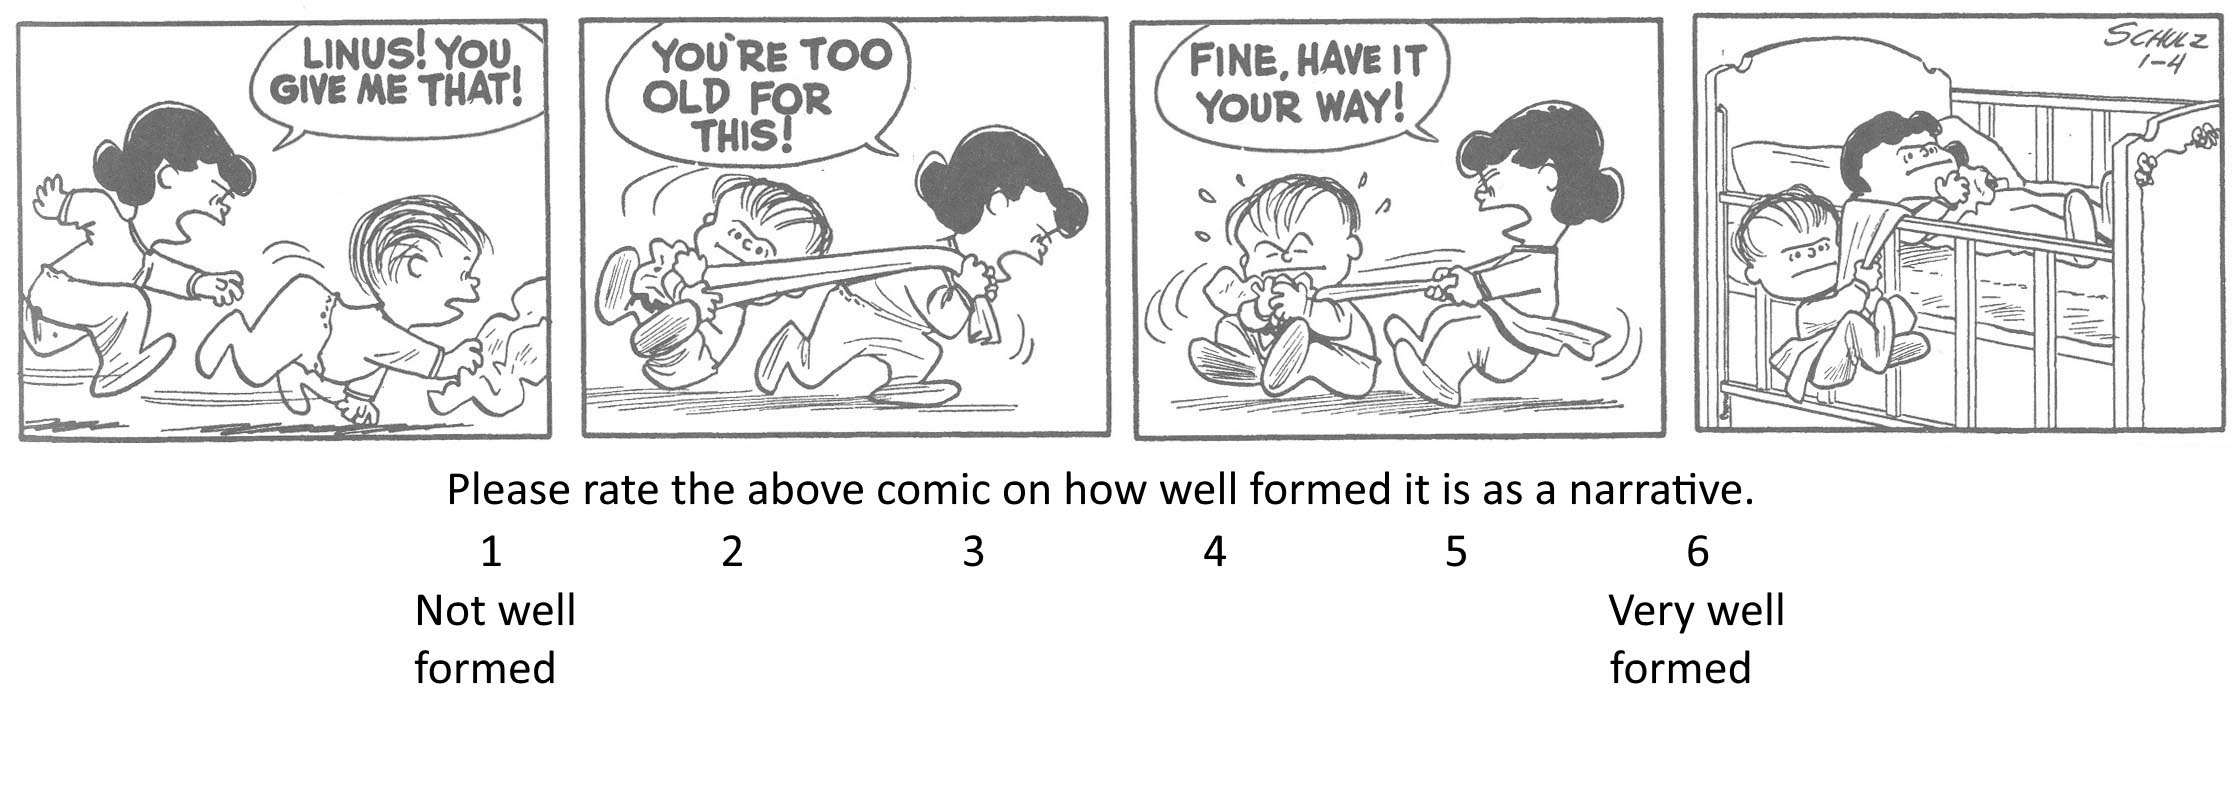 LINUS! YOU
GIVE ME THAT!
YOU'RE TOO
OLD FOR
THIS!
FINE, HAVE IT
YOUR WAY!
SCHULZ
1-4
Please rate the above comic on how well formed it is as a narrative.
1 2 3 4 5 6
Not well
formed
Very well
formed